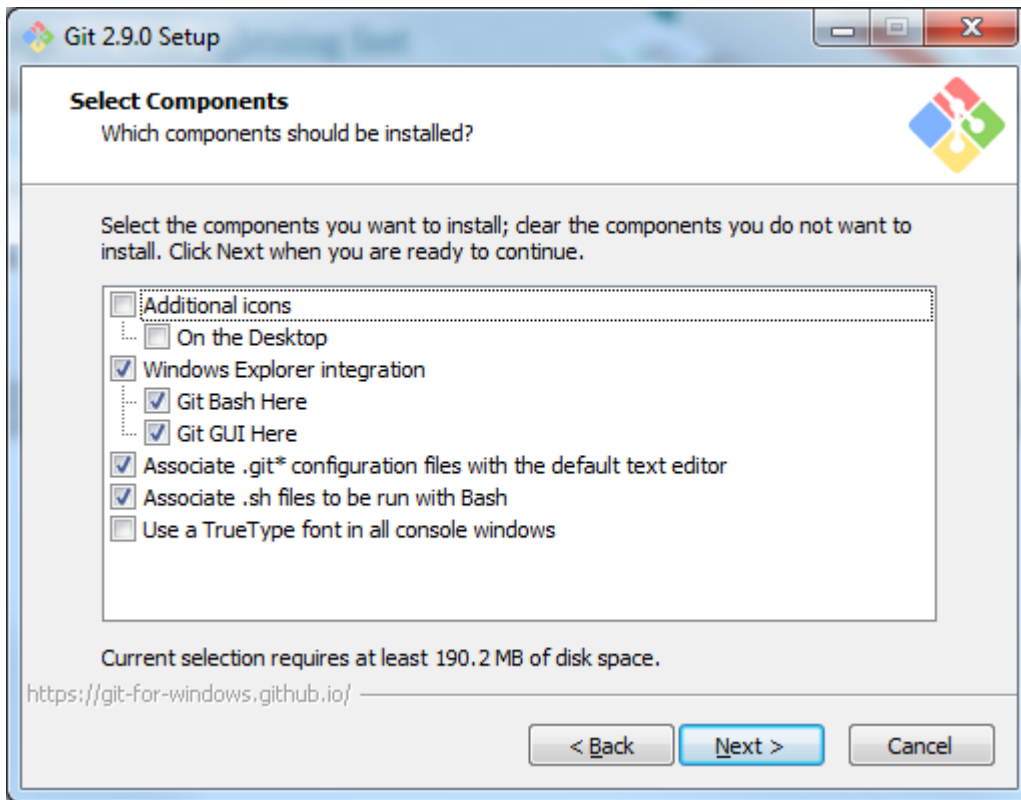 Git 2.9.0 Setup
Select Components
Which components should be installed?
Select the components you want to install; clear the components you do not want to
install. Click Next when you are ready to continue.
Additional icons
On the Desktop
Windows Explorer integration
Git Bash Here
Git GUI Here
Associate .git* configuration files with the default text editor
Associate .sh files to be run with Bash
Use a TrueType font in all console windows
Current selection requires at least 190.2 MB of disk space.
https://git-for-windows.github.io/
< Back Next > Cancel